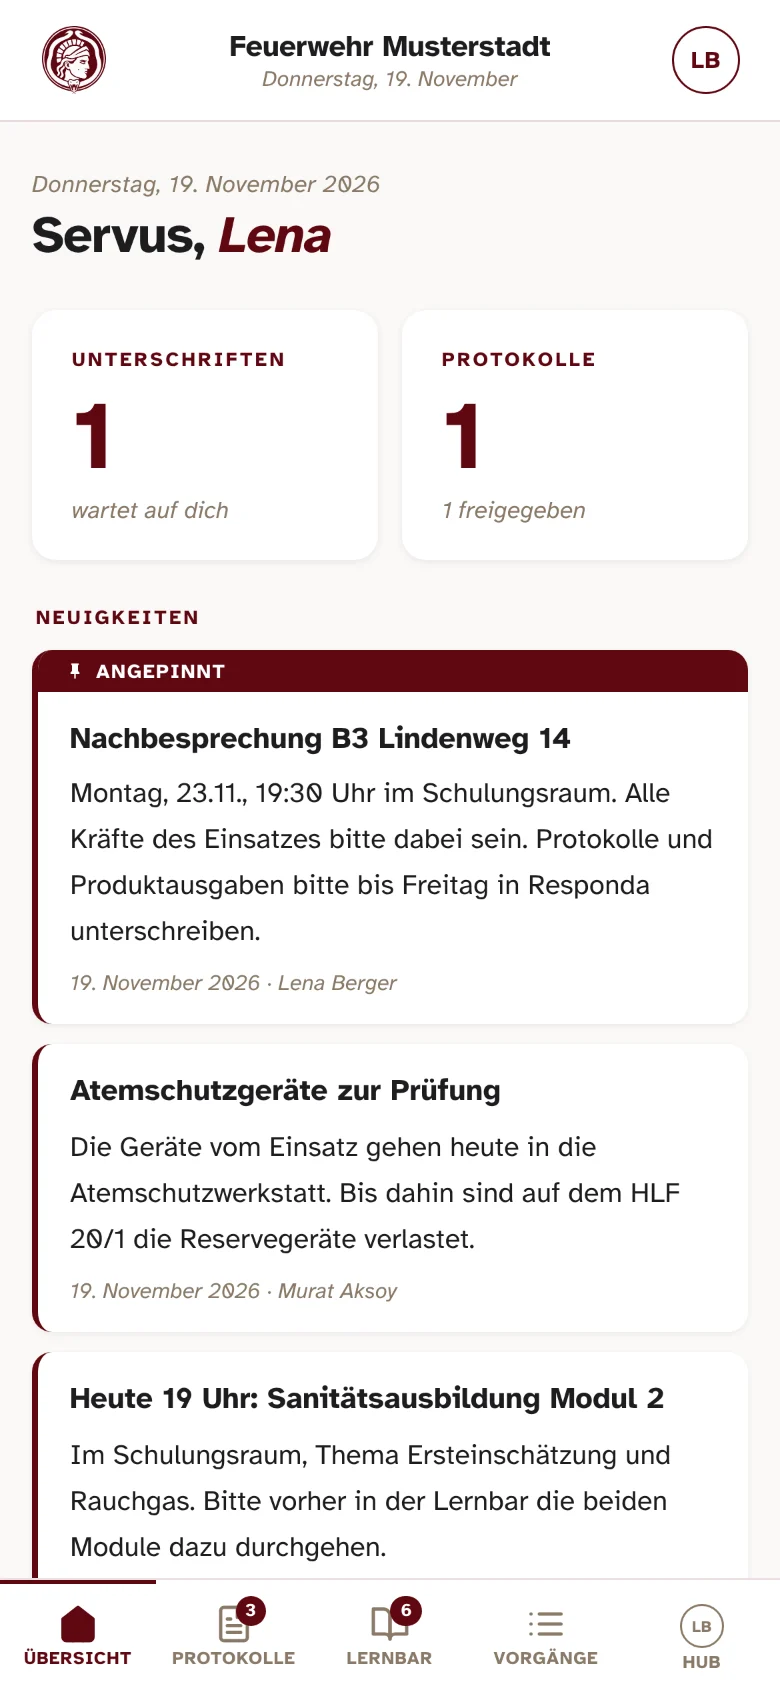 Feuerwehr Musterstadt
Donnerstag, 19. November
LB
Donnerstag, 19. November 2026
Servus, Lena
UNTERSCHRIFTEN
1
wartet auf dich
PROTOKOLLE
1
1 freigegeben
NEUIGKEITEN
ANGEPINNT
Nachbesprechung B3 Lindenweg 14
Montag, 23.11., 19:30 Uhr im Schulungsraum. Alle
Kräfte des Einsatzes bitte dabei sein. Protokolle und
Produktausgaben bitte bis Freitag in Responda
unterschreiben.
19. November 2026 · Lena Berger
Atemschutzgeräte zur Prüfung
Die Geräte vom Einsatz gehen heute in die
Atemschutzwerkstatt. Bis dahin sind auf dem HLF
20/1 die Reservegeräte verlastet.
19. November 2026 · Murat Aksoy
Heute 19 Uhr: Sanitätsausbildung Modul 2
Im Schulungsraum, Thema Ersteinschätzung und
Rauchgas. Bitte vorher in der Lernbar die beiden
Module dazu durchgehen.
ÜBERSICHT
3
PROTOKOLLE
6
LERNBAR
VORGÄNGE
LB
HUB